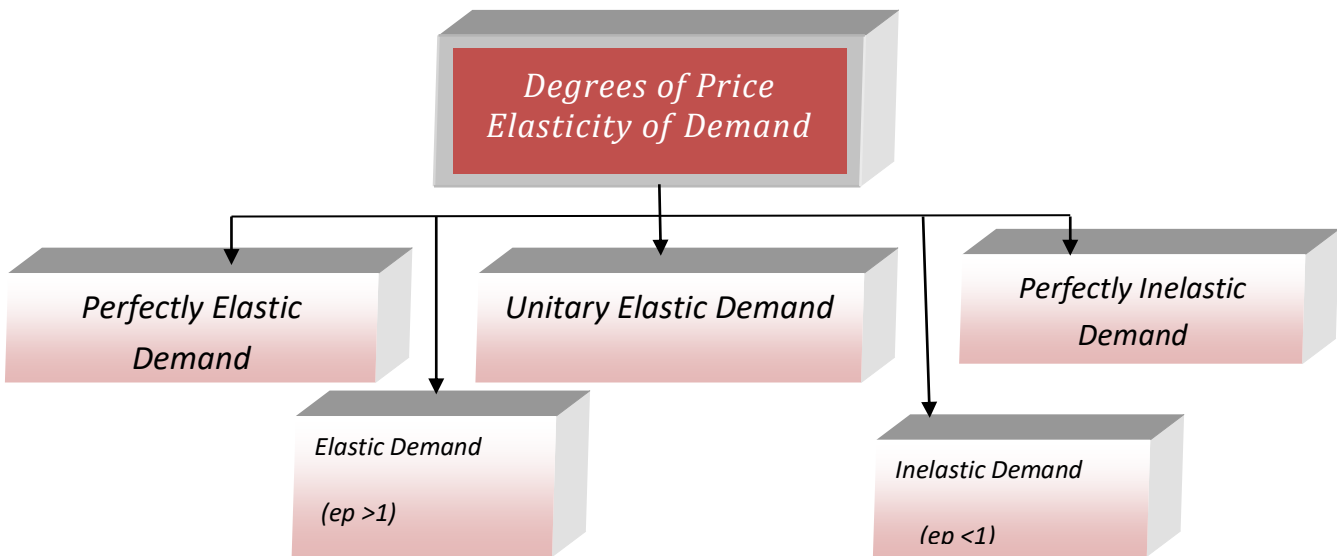 Degrees of Price
Elasticity of Demand
Perfectly Elastic
Demand
Unitary Elastic Demand
Perfectly Inelastic
Demand
Elastic Demand
(ep >1)
Inelastic Demand
(ep <1)